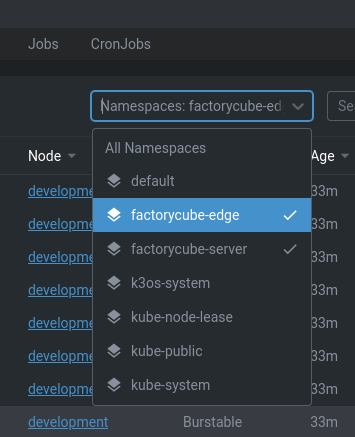 Jobs CronJobs
Namespaces: factorycube-ed Se
Node Age
All Namespaces
developme default 33m
developme factorycube-edge 33m
developme factorycube-server 33m
developme k3os-system 33m
developme kube-node-lease 33m
developme kube-public 33m
developme kube-system 33m
development Burstable 33m